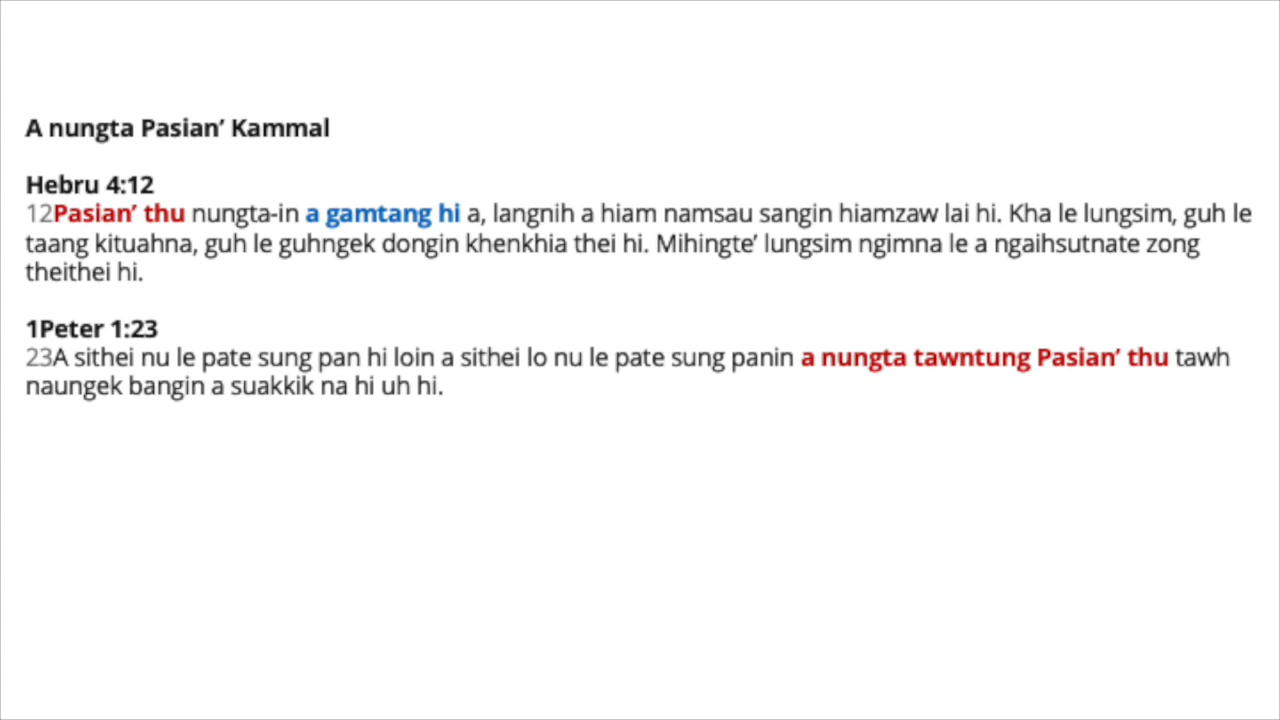 A nungta Pasian’ Kammal
Hebru 4:12
12Pasian’ thu nungta-in a gamtang hi a, langnih a hiam namsau sangin hiamzaw lai hi. Kha le lungsim, guh le
taang kituahna, guh le guhngek dongin khenkhia thei hi. Mihingte’ lungsim ngimna le a ngaihsutnate zong
theithei hi.
1Peter 1:23
23A sithei nu le pate sung pan hi loin a sithei lo nu le pate sung panin a nungta tawntung Pasian’ thu tawh
naungek bangin a suakkik na hi uh hi.